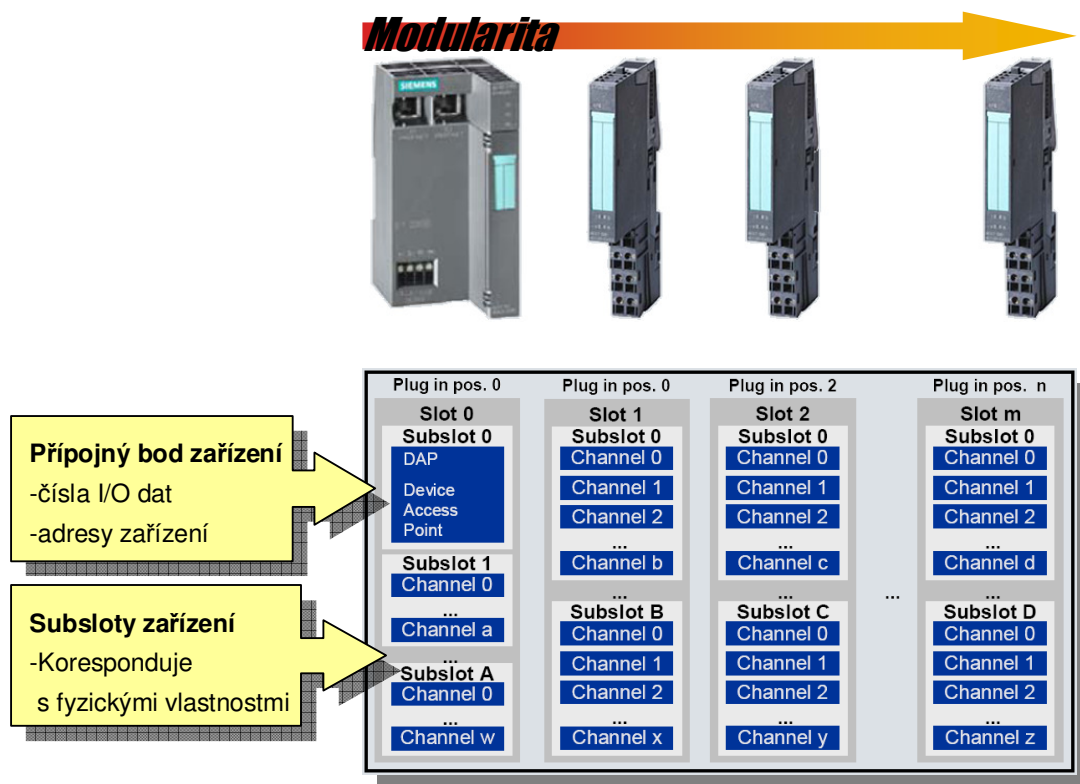 Modularita
SIEMENS
Plug in pos. 0
Plug in pos. 0
Plug in pos. 2
Plug in pos. n
Přípojný bod zařízení
-čísla I/O dat
-adresy zařízení
Subsloty zařízení
-Koresponduje
s fyzickými vlastnostmi
Slot 0
Subslot 0
DAP
Device
Access
Point
Subslot 1
Channel 0
...
Channel a
...
Subslot A
Channel 0
...
Channel w
Slot 1
Subslot 0
Channel 0
Channel 1
Channel 2
...
Channel b
...
Subslot B
Channel 0
Channel 1
Channel 2
...
Channel x
Slot 2
Subslot 0
Channel 0
Channel 1
Channel 2
...
Channel c
...
Subslot C
Channel 0
Channel 1
Channel 2
...
Channel y
...
Slot m
Subslot 0
Channel 0
Channel 1
Channel 2
...
Channel d
...
Subslot D
Channel 0
Channel 1
Channel 2
...
Channel z